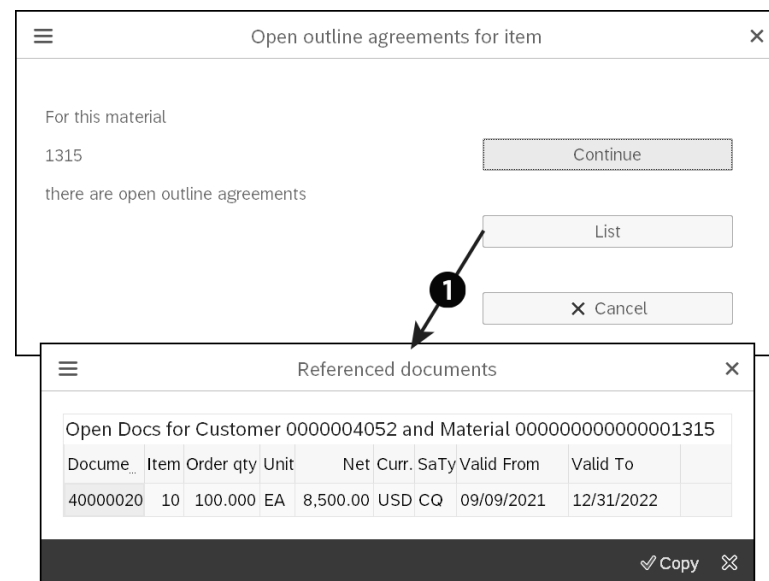 Open outline agreements for item
For this material
1315
Continue
there are open outline agreements
List
1
Cancel
Referenced documents
Open Docs for Customer 0000004052 and Material 000000000000001315
Docume... Item Order qty Unit Net Curr. SaTy Valid From Valid To
40000020 10 100.000 EA 8,500.00 USD CQ 09/09/2021 12/31/2022
Copy